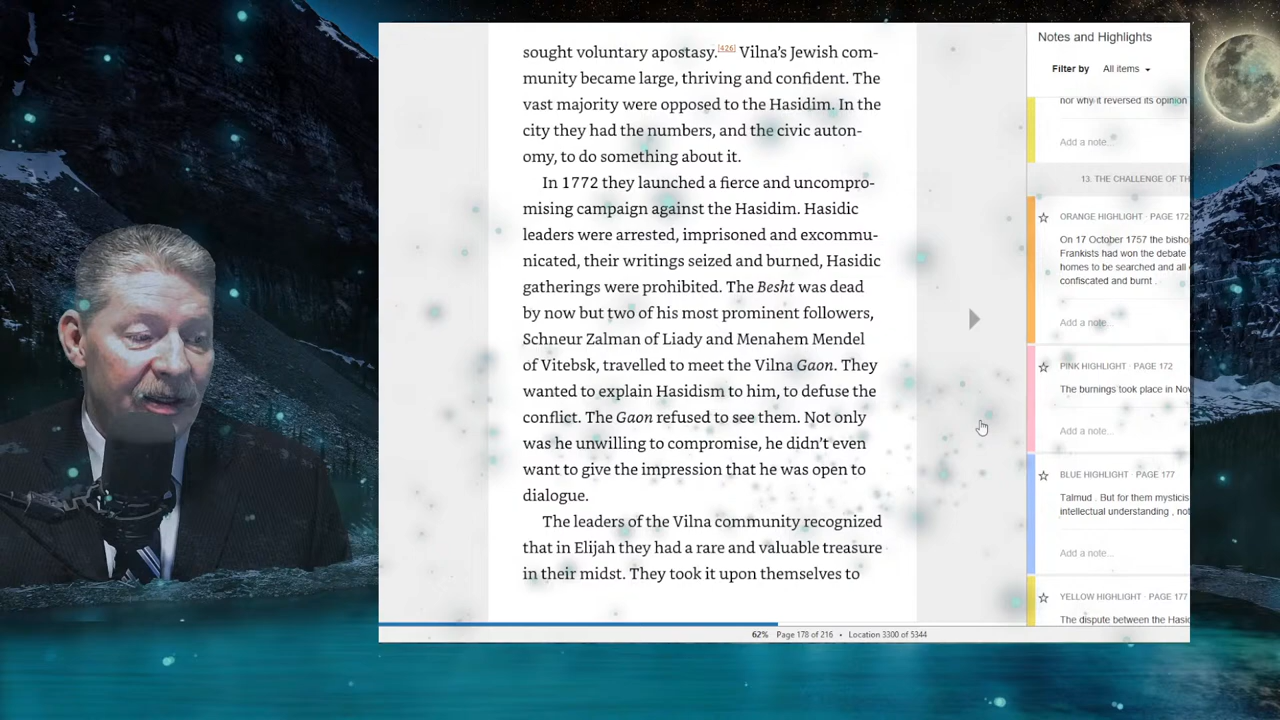 sought voluntary apostasy.[426] Vilna’s Jewish com-
munity became large, thriving and confident. The
vast majority were opposed to the Hasidim. In the
city they had the numbers, and the civic auton-
omy, to do something about it.
In 1772 they launched a fierce and uncompro-
mising campaign against the Hasidim. Hasidic
leaders were arrested, imprisoned and excommu-
nicated, their writings seized and burned, Hasidic
gatherings were prohibited. The Besht was dead
by now but two of his most prominent followers,
Schneur Zalman of Liady and Menahem Mendel
of Vitebsk, travelled to meet the Vilna Gaon. They
wanted to explain Hasidism to him, to defuse the
conflict. The Gaon refused to see them. Not only
was he unwilling to compromise, he didn’t even
want to give the impression that he was open to
dialogue.
The leaders of the Vilna community recognized
that in Elijah they had a rare and valuable treasure
in their midst. They took it upon themselves to
62% Page 178 of 216 • Location 3300 of 5344
Notes and Highlights
Filter by All items
nor why it reversed its opinion
Add a note...
13. THE CHALLENGE OF TH
ORANGE HIGHLIGHT · PAGE 172
On 17 October 1757 the bisho
Frankists had won the debate
homes to be searched and all
confiscated and burnt .
Add a note...
PINK HIGHLIGHT · PAGE 172
The burnings took place in Nov
Add a note...
BLUE HIGHLIGHT · PAGE 177
Talmud . But for them mysticis
intellectual understanding , not
Add a note...
YELLOW HIGHLIGHT · PAGE 177
The dispute between the Hasid